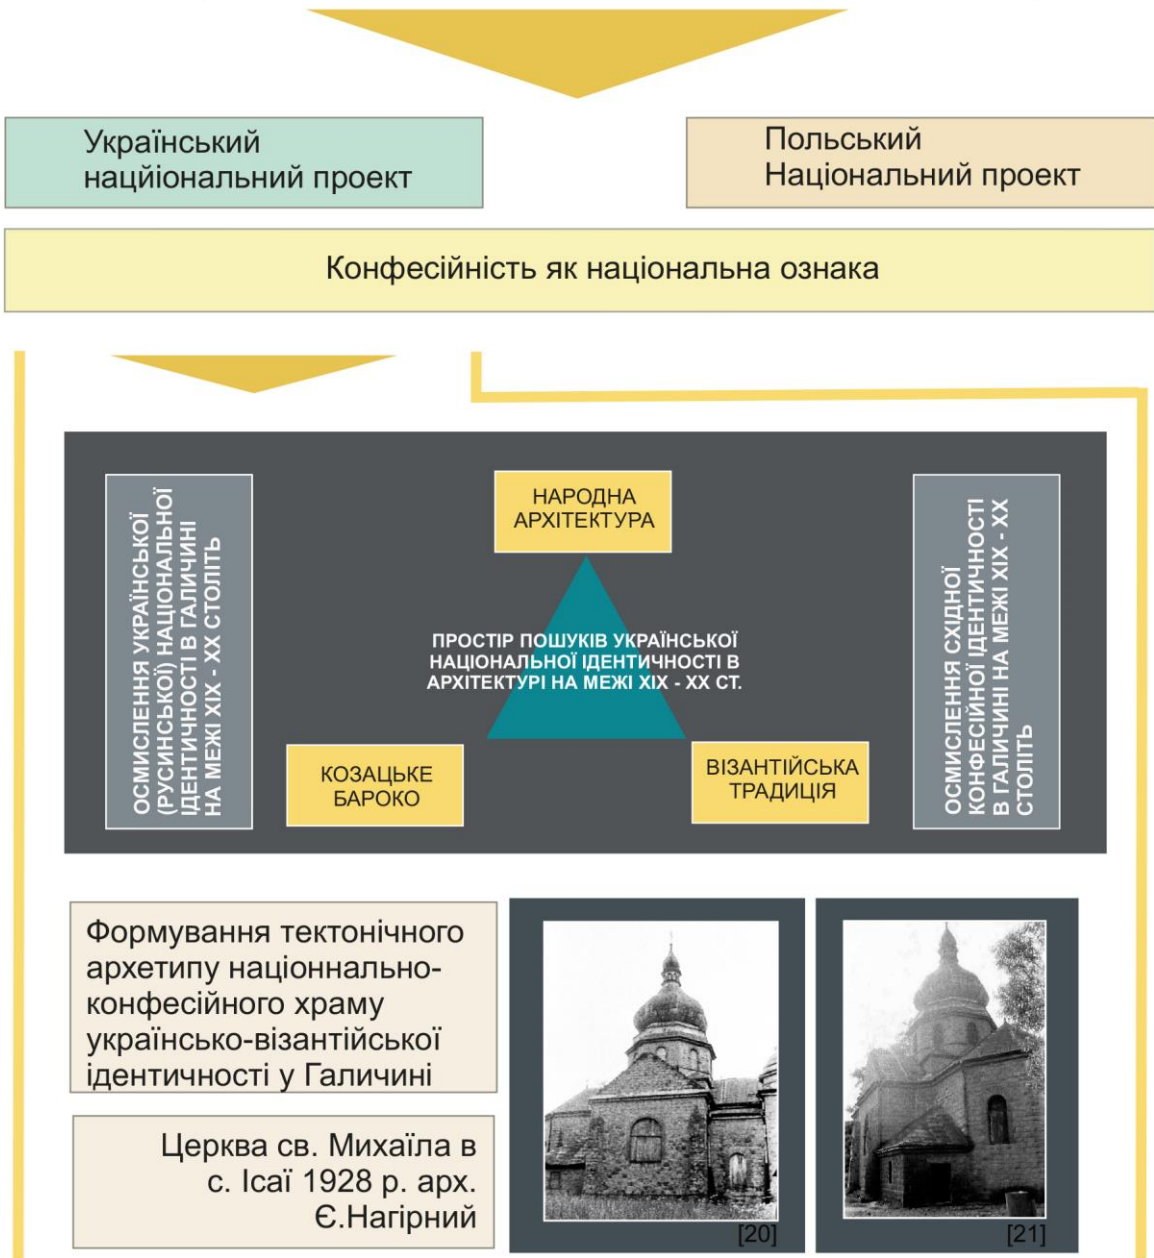 Український
нацйіональний проект
Польський
Національний проект
Конфесійність як національна ознака
ОСМИСЛЕННЯ УКРАЇНСЬКОЇ
(РУСИНСЬКОЇ) НАЦІОНАЛЬНОЇ
ІДЕНТИЧНОСТІ В ГАЛИЧИНІ
НА МЕЖІ XIX - XX СТОЛІТЬ
НАРОДНА
АРХІТЕКТУРА
ПРОСТІР ПОШУКІВ УКРАЇНСЬКОЇ
НАЦІОНАЛЬНОЇ ІДЕНТИЧНОСТІ В
АРХІТЕКТУРІ НА МЕЖІ XIX - XX СТ.
КОЗАЦЬКЕ
БАРОКО
ВІЗАНТІЙСЬКА
ТРАДИЦІЯ
ОСМИСЛЕННЯ СХІДНОЇ
КОНФЕСІЙНОЇ ІДЕНТИЧНОСТІ
В ГАЛИЧИНІ НА МЕЖІ XIX - XX
СТОЛІТЬ
Формування тектонічного
архетипу національно-
конфесійного храму
українсько-візантійської
ідентичності у Галичині
Церква св. Михаїла в
с. Ісаї 1928 р. арх.
Є.Нагірний
[20]
[21]